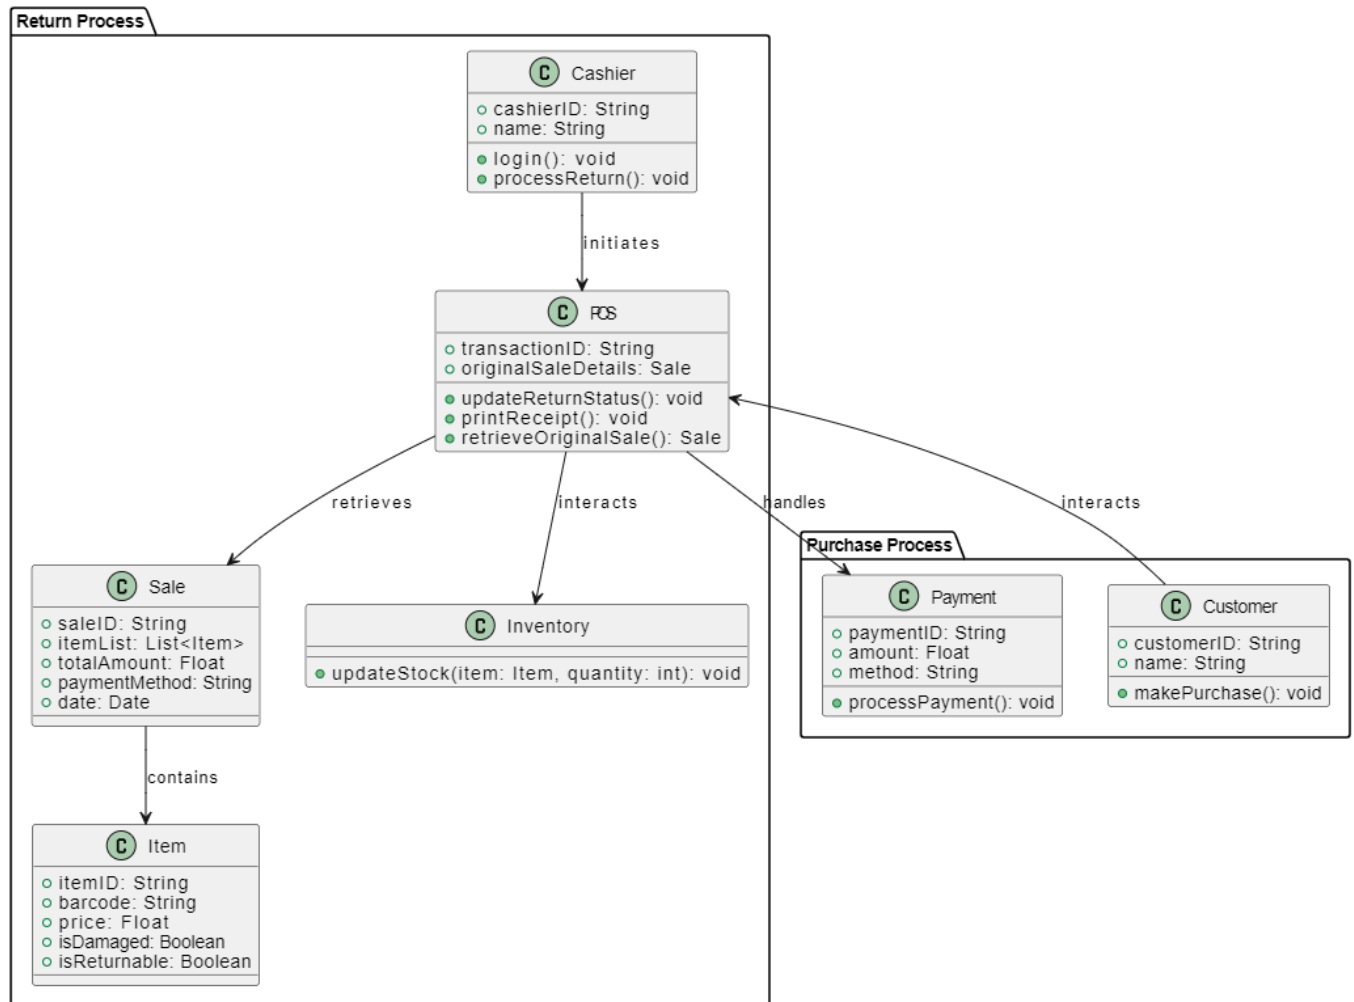 Return Process
C Cashier
cashierID: String
name: String
login(): void
processReturn(): void
initiates
C POS
transactionID: String
originalSaleDetails: Sale
updateReturnStatus(): void
printReceipt(): void
retrieveOriginalSale(): Sale
retrieves
interacts
handles
interacts
Purchase Process
C Sale
saleID: String
itemList: List<Item>
totalAmount: Float
paymentMethod: String
date: Date
C Inventory
updateStock(item: Item, quantity: int): void
C Payment
paymentID: String
amount: Float
method: String
processPayment(): void
C Customer
customerID: String
name: String
makePurchase(): void
contains
C Item
itemID: String
barcode: String
price: Float
isDamaged: Boolean
isReturnable: Boolean